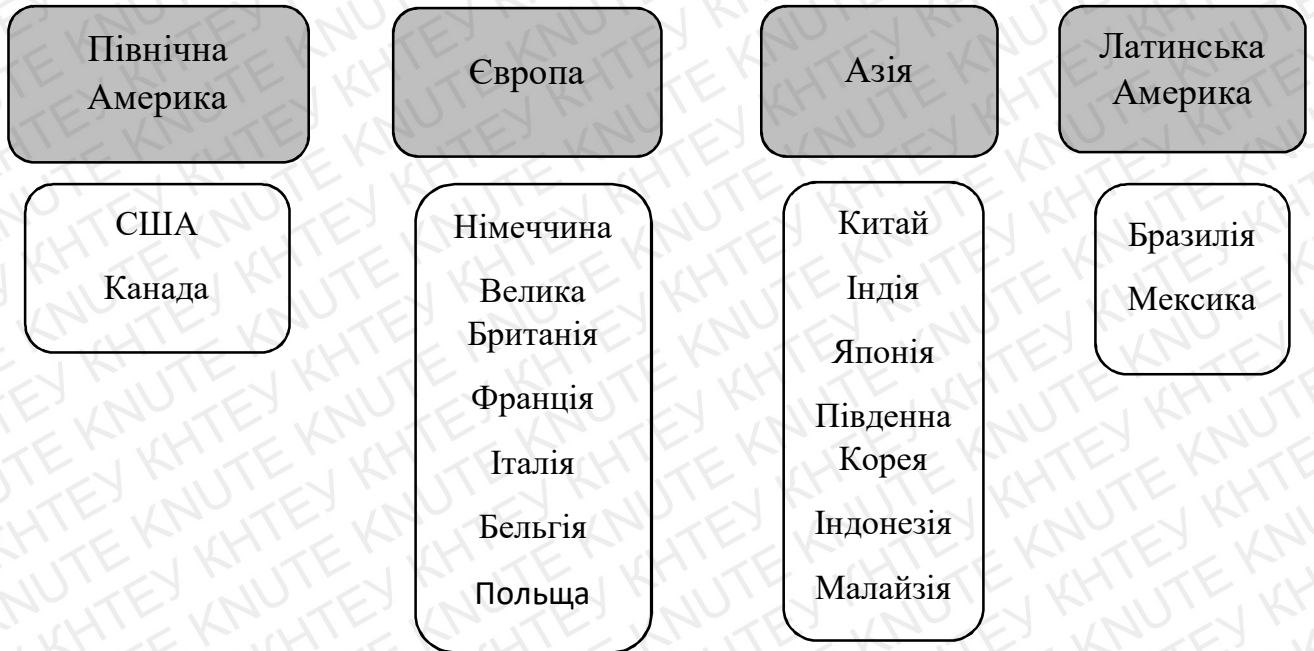 Північна
Америка
США
Канада
Європа
Німеччина
Велика
Британія
Франція
Італія
Бельгія
Польща
Азія
Китай
Індія
Японія
Південна
Корея
Індонезія
Малайзія
Латинська
Америка
Бразилія
Мексика